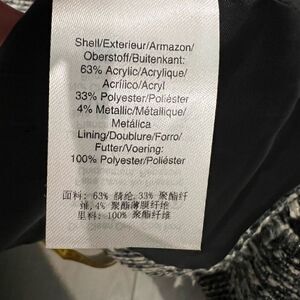 Shell/Exterieur/Armazon/
Oberstoff/Buitenkant:
63% Acrylic/Acrylique/
Acrílico/Acryl
33% Polyester/Poliéster
4% Metallic/Métallique/
Metálica
Lining/Doublure/Forro/
Futter/Voering:
100% Polyester/Poliéster
面料: 63% 腈纶,33% 聚酯纤
维,4% 聚酯薄膜纤维
里料: 100% 聚酯纤维